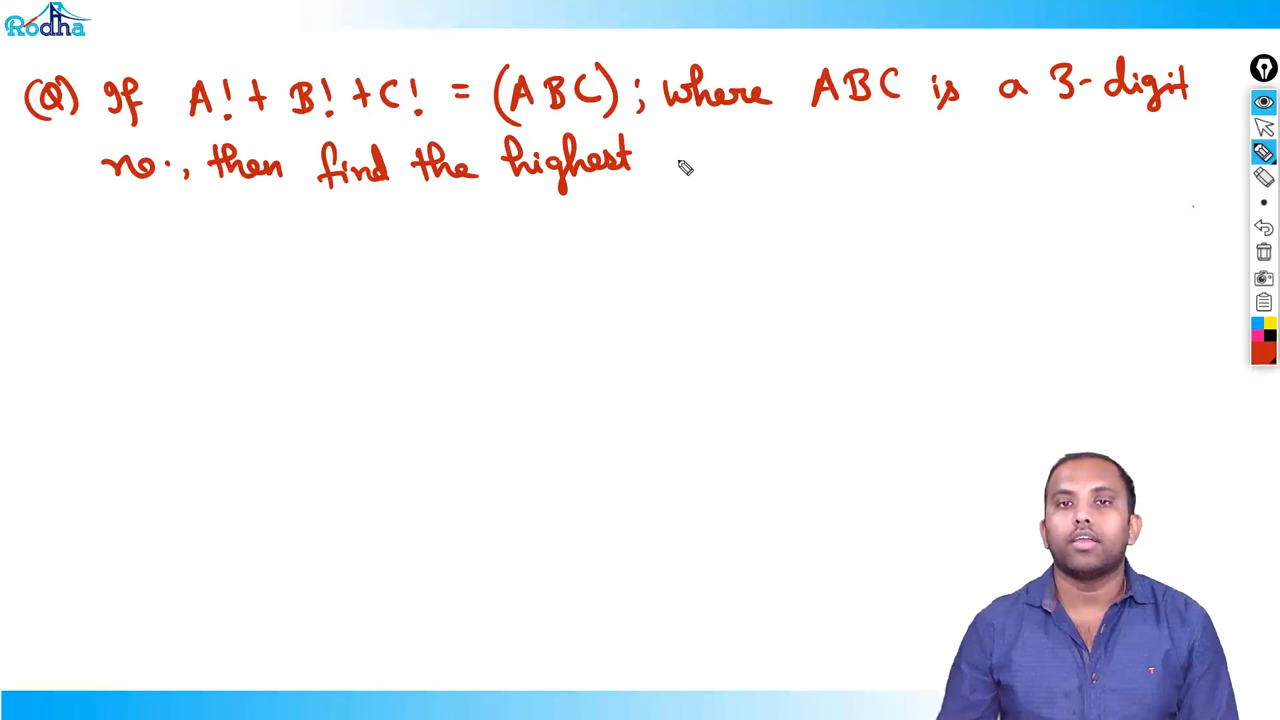 Rodha
(Q) If A! + B! + C! = (ABC) ; where ABC is a 3-digit
no., then find the highest